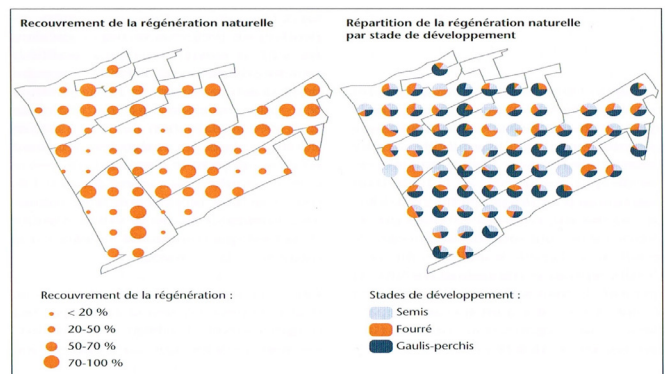 Recouvrement de la régénération naturelle
Répartition de la régénération naturelle
par stade de développement
Recouvrement de la régénération :
< 20 %
20-50 %
50-70 %
70-100 %
Stades de développement :
Semis
Fourré
Gaulis-perchis